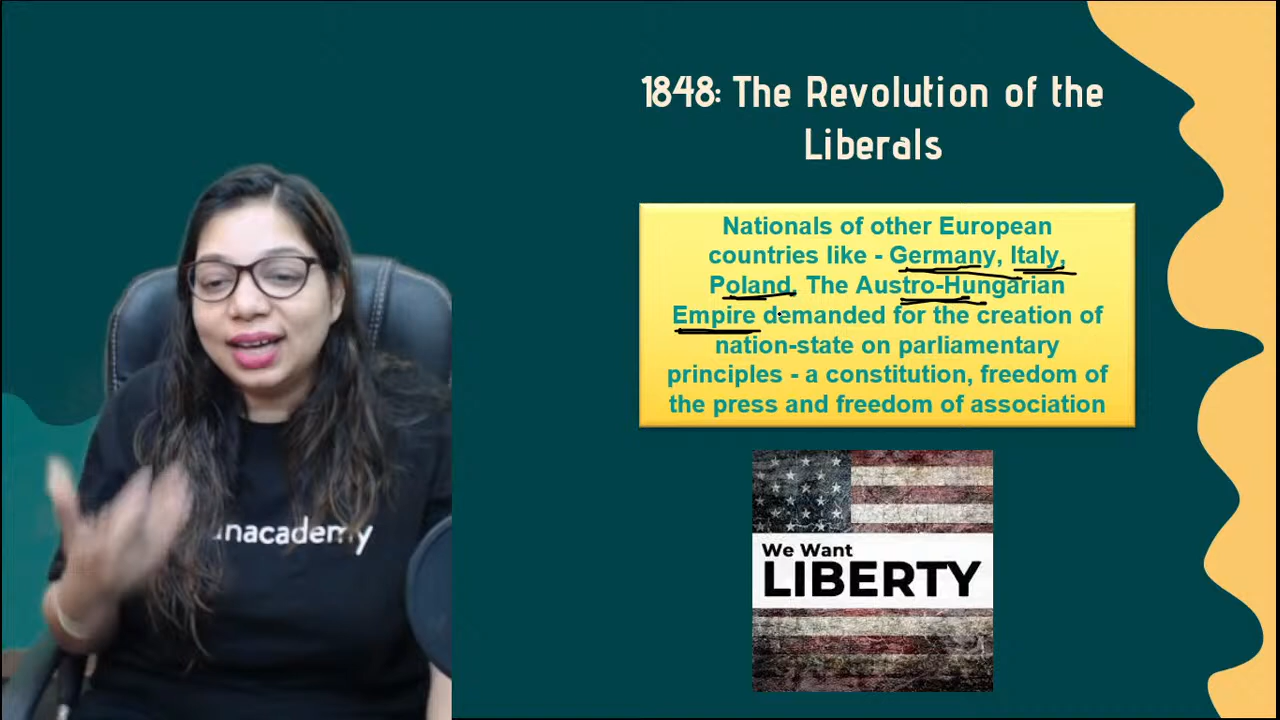 1848: The Revolution of the
Liberals
Nationals of other European
countries like - Germany, Italy,
Poland, The Austro-Hungarian
Empire demanded for the creation of
nation-state on parliamentary
principles - a constitution, freedom of
the press and freedom of association
We Want
LIBERTY
unacademy